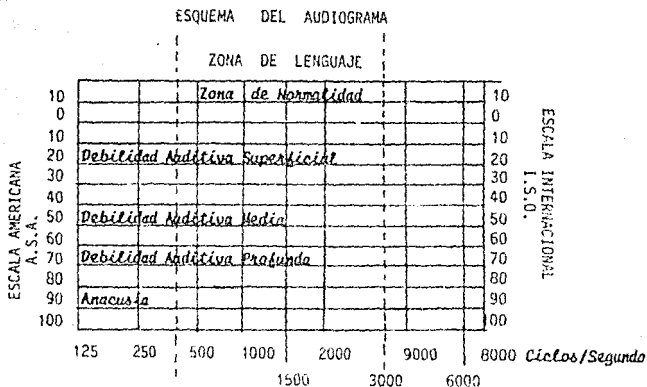 ESQUEMA DEL AUDIOGRAMA
ZONA DE LENGUAJE
10 Zona de Normalidad 10
0 0
10 10
20 Debilidad Auditiva Superficial 20
30 30
40 40
50 Debilidad Auditiva Media 50
60 60
70 Debilidad Auditiva Profunda 70
80 80
90 Anacusia 90
100 00
ESCALA AMERICANA
A.S.A.
ESCALA INTERNACIONAL
I.S.O.
125 250 500 1000 2000 9000 8000 Ciclos/Segundo
1500 3000 6000